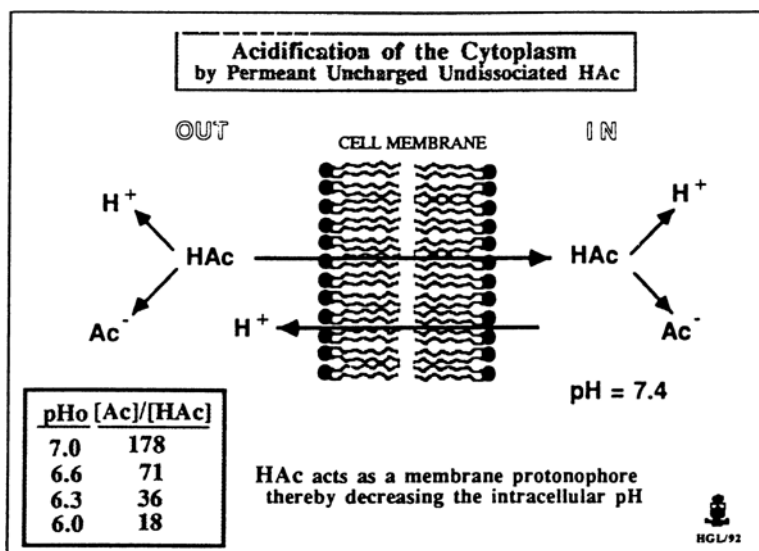 Acidification of the Cytoplasm
by Permeant Uncharged Undissociated HAc
OUT
CELL MEMBRANE
IN
H+
HAc
Ac-
H+
H+
HAc
Ac-
pH = 7.4
pHo [Ac]/[HAc]
7.0 178
6.6 71
6.3 36
6.0 18
HAc acts as a membrane protonophore
thereby decreasing the intracellular pH
HGL/92